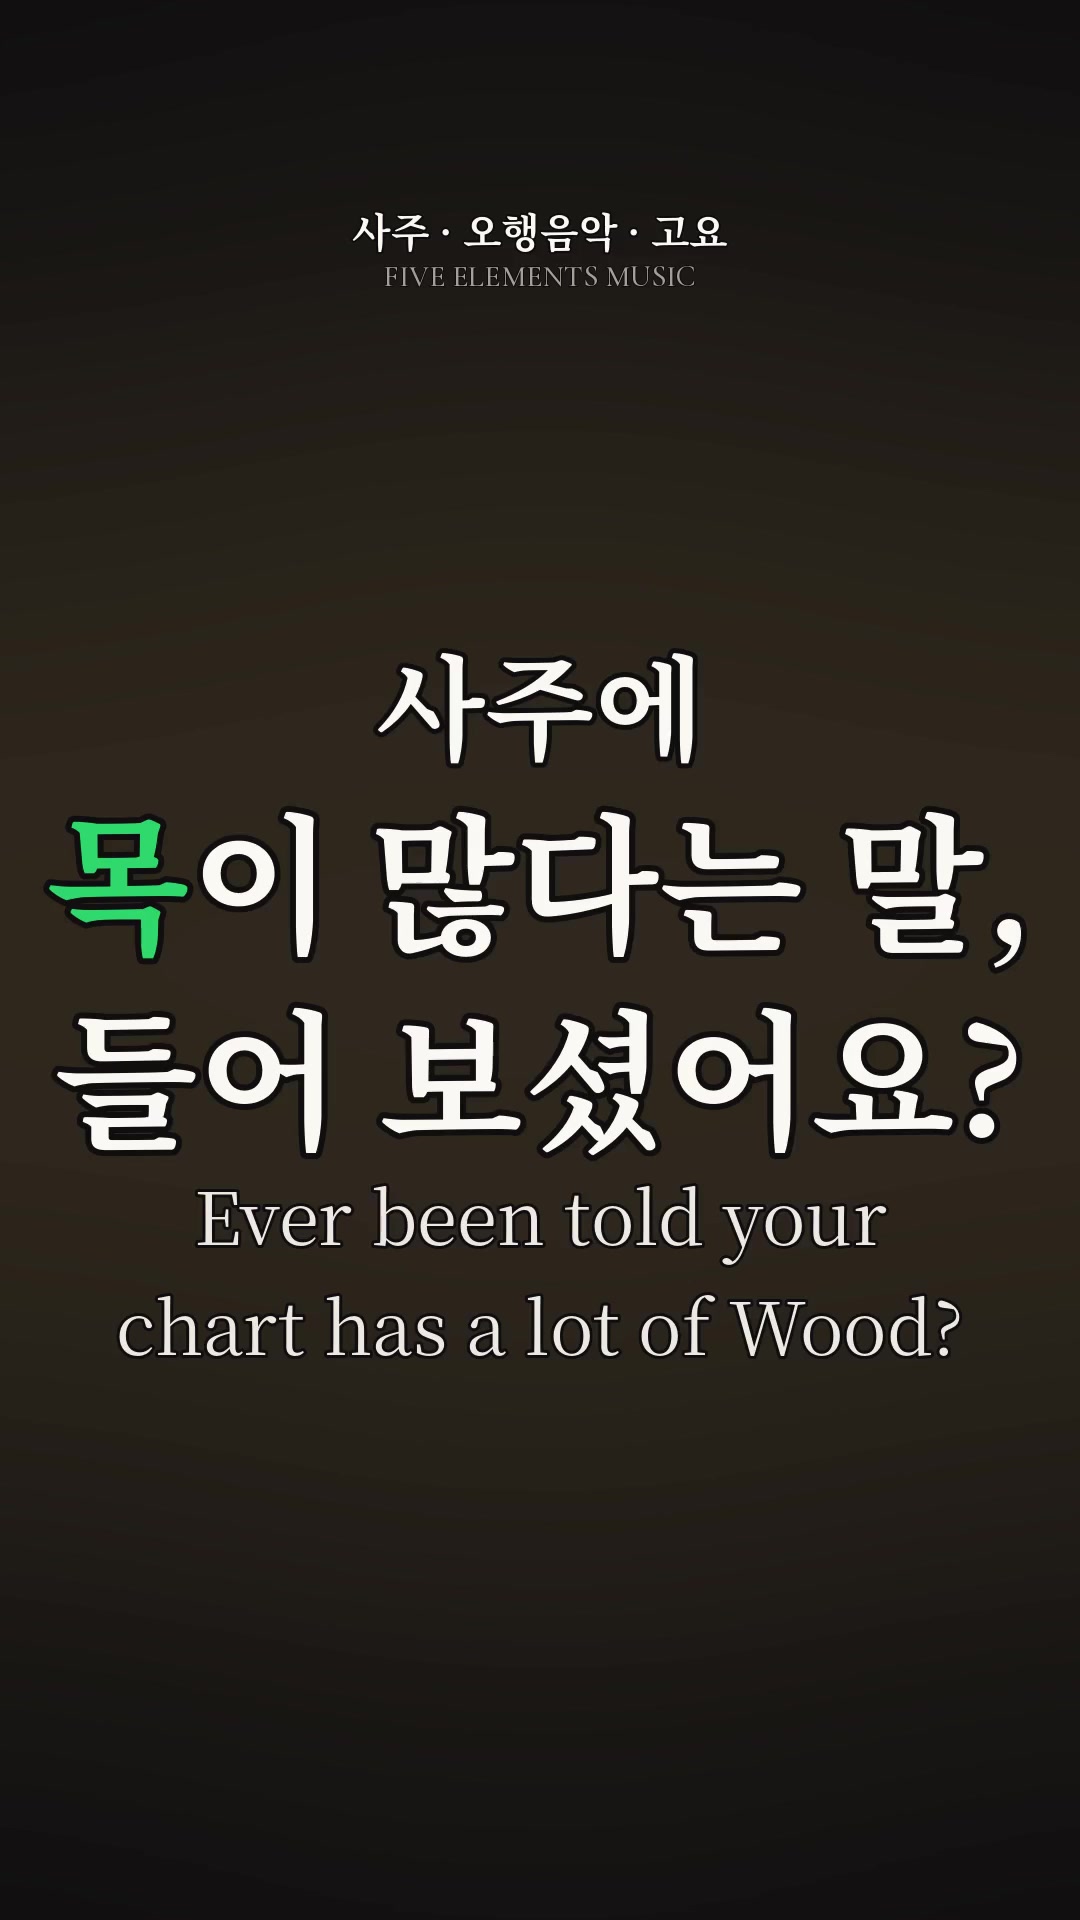 사주 · 오행음악 · 고요
FIVE ELEMENTS MUSIC
사주에
목이 많다는 말,
들어 보셨어요?
Ever been told your
chart has a lot of Wood?